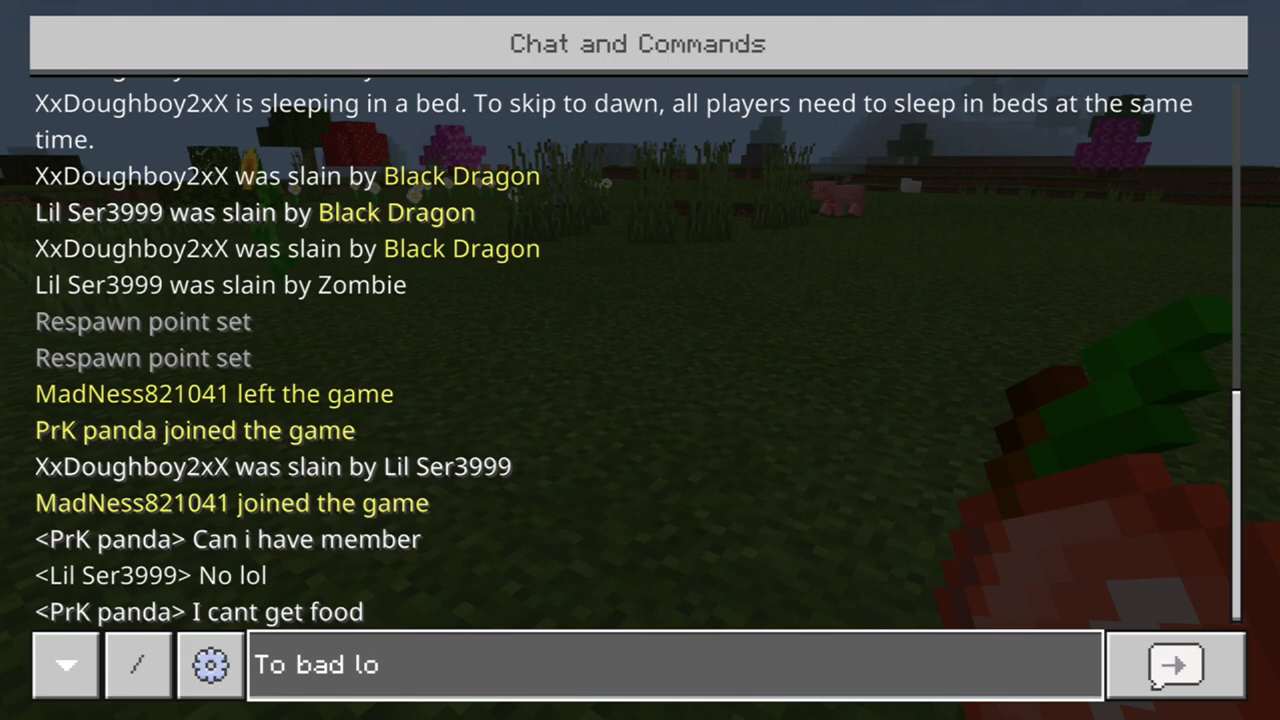 Chat and Commands
XxDoughboy2xX is sleeping in a bed. To skip to dawn, all players need to sleep in beds at the same
time.
XxDoughboy2xX was slain by Black Dragon
Lil Ser3999 was slain by Black Dragon
XxDoughboy2xX was slain by Black Dragon
Lil Ser3999 was slain by Zombie
Respawn point set
Respawn point set
MadNess821041 left the game
PrK panda joined the game
XxDoughboy2xX was slain by Lil Ser3999
MadNess821041 joined the game
<PrK panda> Can i have member
<Lil Ser3999> No lol
<PrK panda> I cant get food
/
To bad lo